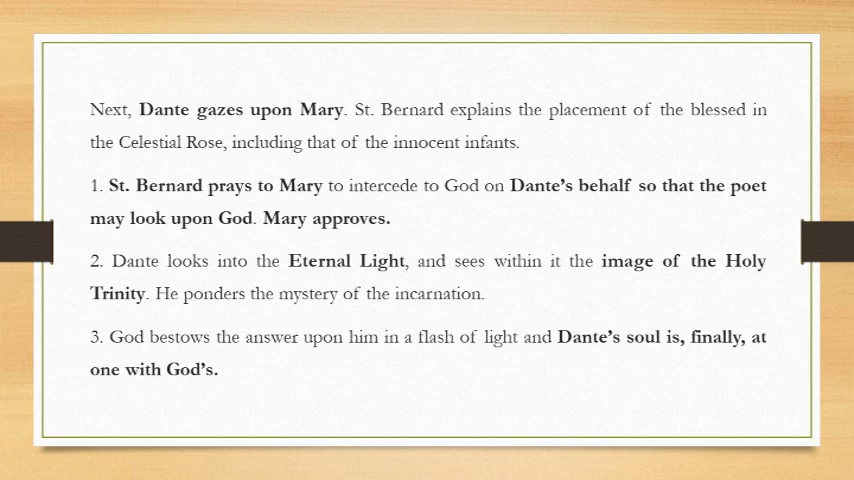 Next, Dante gazes upon Mary. St. Bernard explains the placement of the blessed in
the Celestial Rose, including that of the innocent infants.
1. St. Bernard prays to Mary to intercede to God on Dante’s behalf so that the poet
may look upon God. Mary approves.
2. Dante looks into the Eternal Light, and sees within it the image of the Holy
Trinity. He ponders the mystery of the incarnation.
3. God bestows the answer upon him in a flash of light and Dante’s soul is, finally, at
one with God’s.